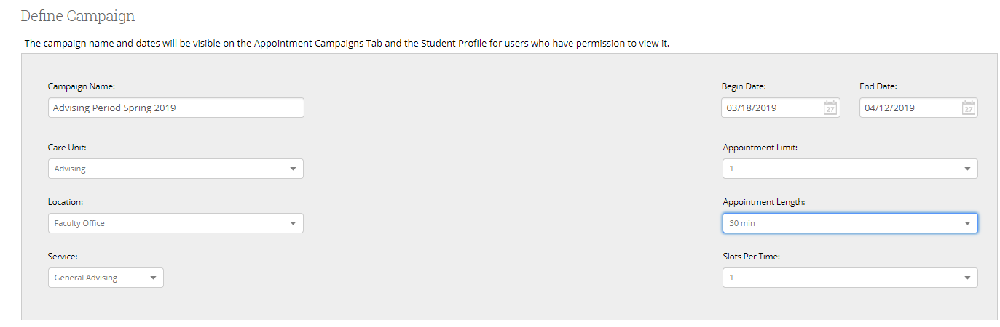 Define Campaign
The campaign name and dates will be visible on the Appointment Campaigns Tab and the Student Profile for users who have permission to view it.
Campaign Name:
Advising Period Spring 2019
Begin Date:
03/18/2019
27
End Date:
04/12/2019
27
Care Unit:
Advising
Appointment Limit:
1
Location:
Faculty Office
Appointment Length:
30 min
Service:
General Advising
Slots Per Time:
1